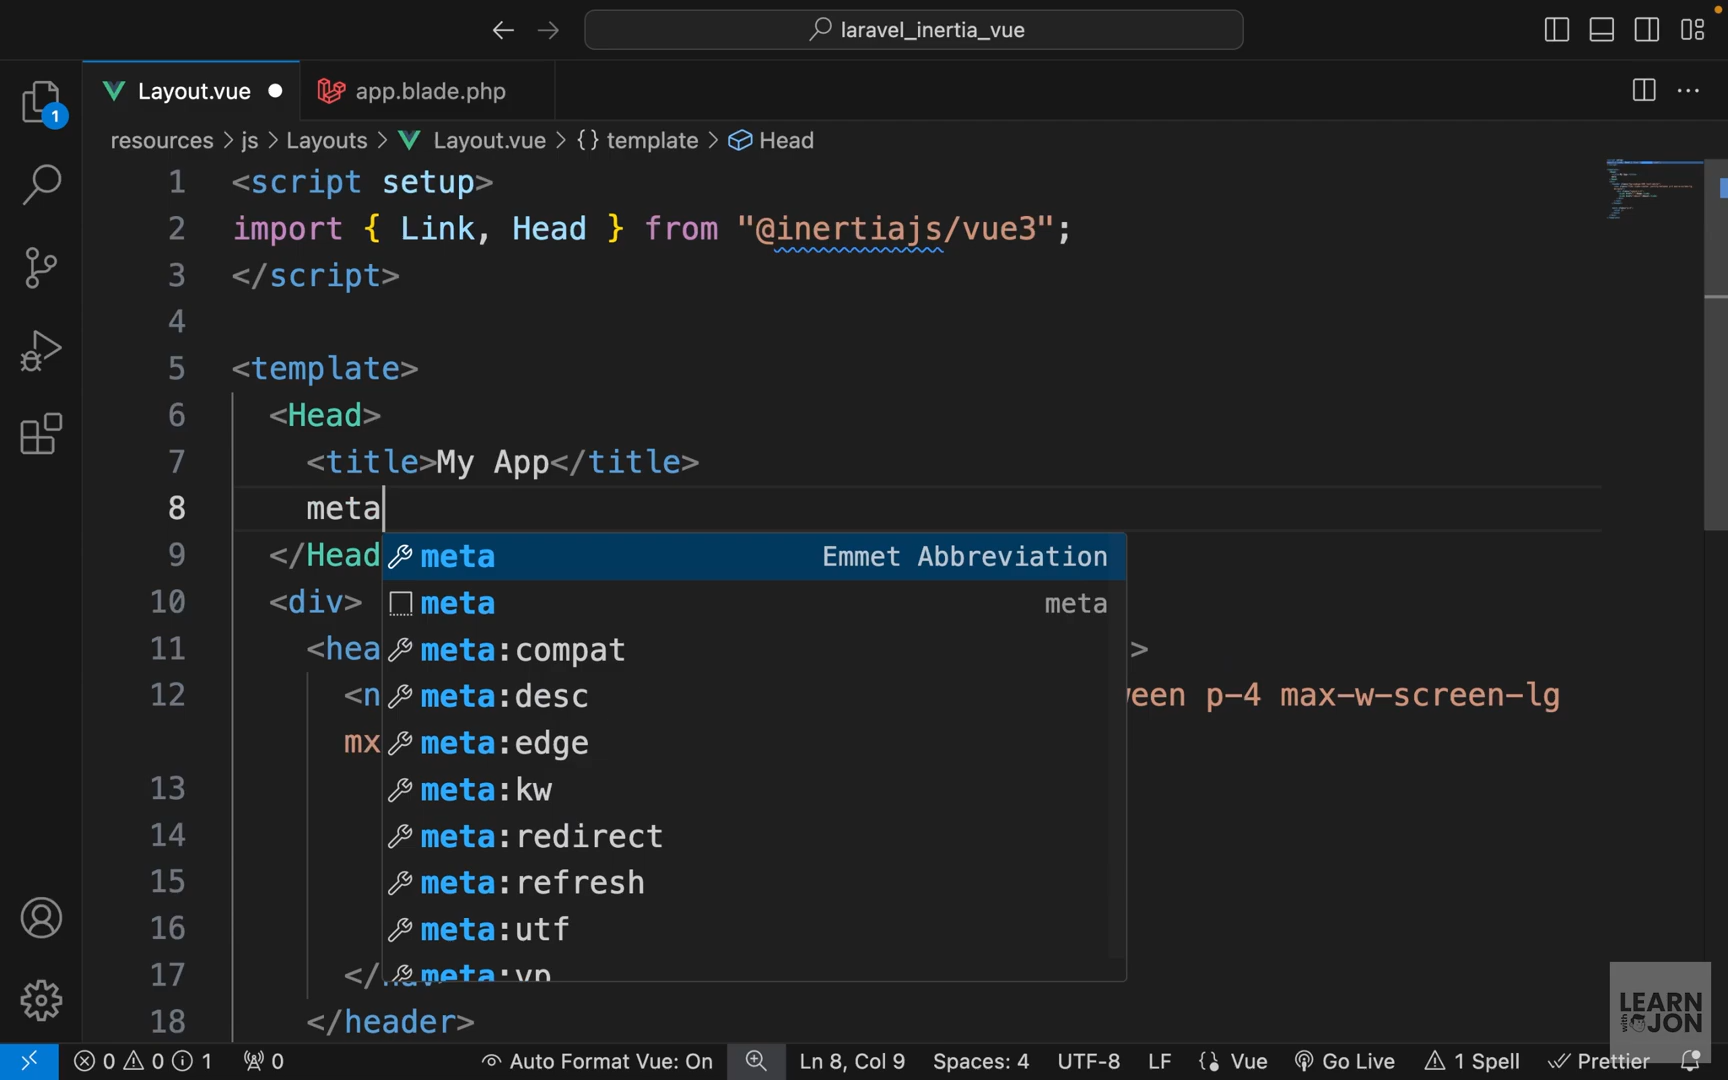 laravel_inertia_vue
Layout.vue
app.blade.php
1
resources > js > Layouts > Layout.vue > {} template > Head
1 <script setup>
2 import { Link, Head } from "@inertiajs/vue3";
3 </script>
4
5 <template>
6 <Head>
7 <title>My App</title>
8 meta
9 </Head
meta Emmet Abbreviation
10 <div>
meta meta
11 <hea >
meta:compat
12 <n ween p-4 max-w-screen-lg
meta:desc
mx
meta:edge
13
meta:kw
14
meta:redirect
15
meta:refresh
16
meta:utf
17 </
meta:vp
18 </header>
LEARN
with JON
0 0 1 0 Auto Format Vue: On Ln 8, Col 9 Spaces: 4 UTF-8 LF {} Vue Go Live 1 Spell Prettier